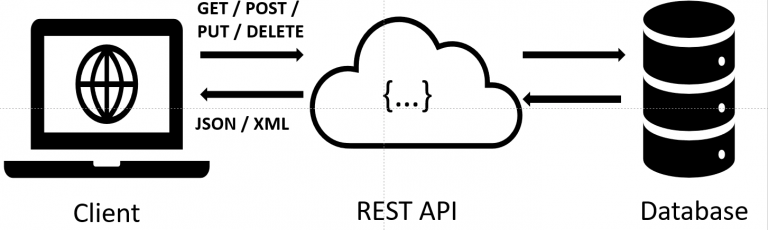 GET / POST /
PUT / DELETE
{...}
JSON / XML
Client
REST API
Database